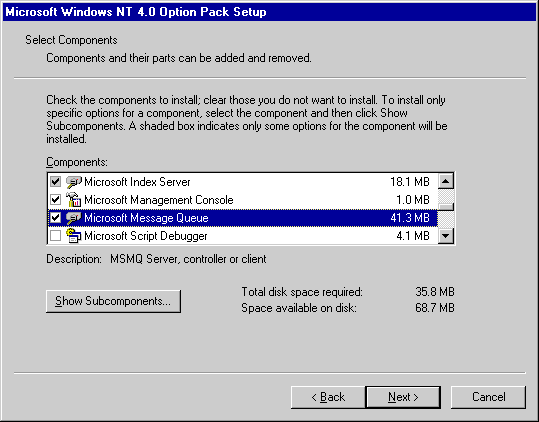 Microsoft Windows NT 4.0 Option Pack Setup
Select Components
Components and their parts can be added and removed.
Check the components to install; clear those you do not want to install. To install only
specific options for a component, select the component and then click Show
Subcomponents. A shaded box indicates only some options for the component will be
installed.
Components:
Microsoft Index Server 18.1 MB
Microsoft Management Console 1.0 MB
Microsoft Message Queue 41.3 MB
Microsoft Script Debugger 4.1 MB
Description: MSMQ Server, controller or client
Show Subcomponents... Total disk space required: 35.8 MB
Space available on disk: 68.7 MB
< Back Next > Cancel